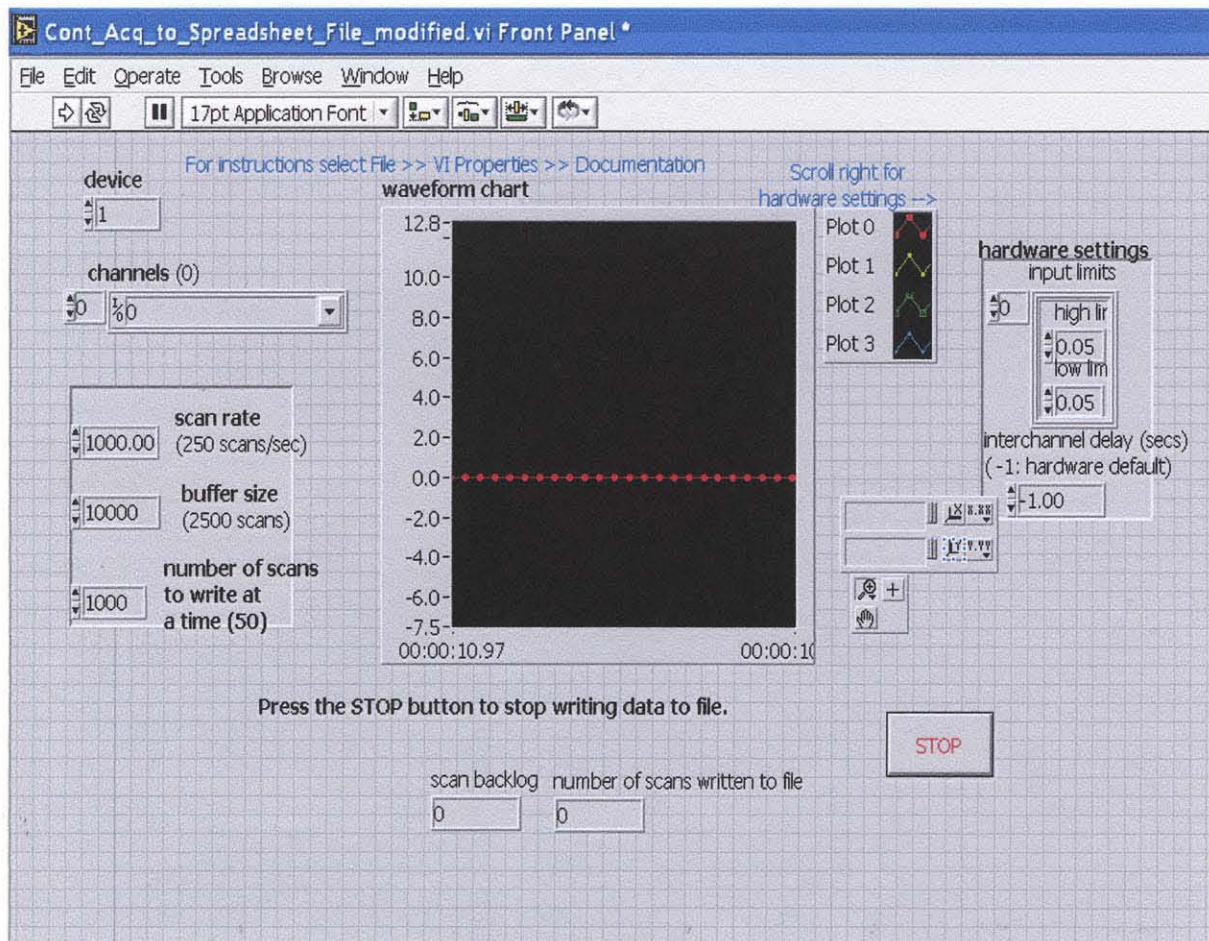 Cont_Acq_to_Spreadsheet_File_modified.vi Front Panel *
File Edit Operate Tools Browse Window Help
17pt Application Font
For instructions select File >> VI Properties >> Documentation
Scroll right for
hardware settings -->
device
1
channels (0)
0
0
scan rate
1000.00
(250 scans/sec)
buffer size
10000
(2500 scans)
number of scans
to write at
a time (50)
1000
waveform chart
12.8
10.0
8.0
6.0
4.0
2.0
0.0
-2.0
-4.0
-6.0
-7.5
00:00:10.97
00:00:10
Plot 0
Plot 1
Plot 2
Plot 3
hardware settings
input limits
0
high lir
0.05
low lim
0.05
interchannel delay (secs)
(-1: hardware default)
-1.00
X X.XX
Y Y.YY
Press the STOP button to stop writing data to file.
STOP
scan backlog number of scans written to file
0 0